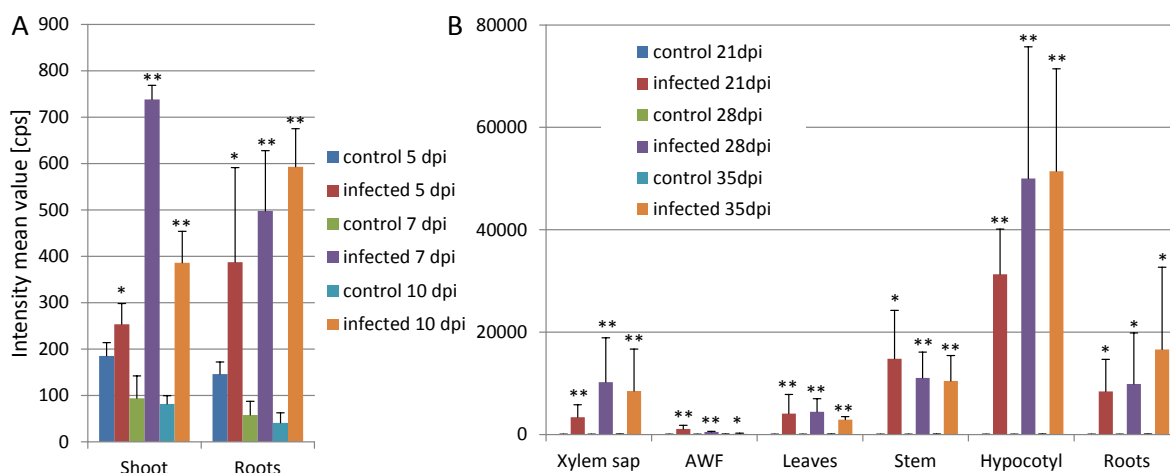 A
Intensity mean value [cps]
900
800
700
600
500
400
300
200
100
0
*
**
**
*
**
**
Shoot
Roots
control 5 dpi
infected 5 dpi
control 7 dpi
infected 7 dpi
control 10 dpi
infected 10 dpi
B
80000
60000
40000
20000
0
control 21dpi
infected 21dpi
control 28dpi
infected 28dpi
control 35dpi
infected 35dpi
**
**
**
**
**
*
**
**
**
*
**
**
**
**
**
*
*
*
Xylem sap
AWF
Leaves
Stem
Hypocotyl
Roots